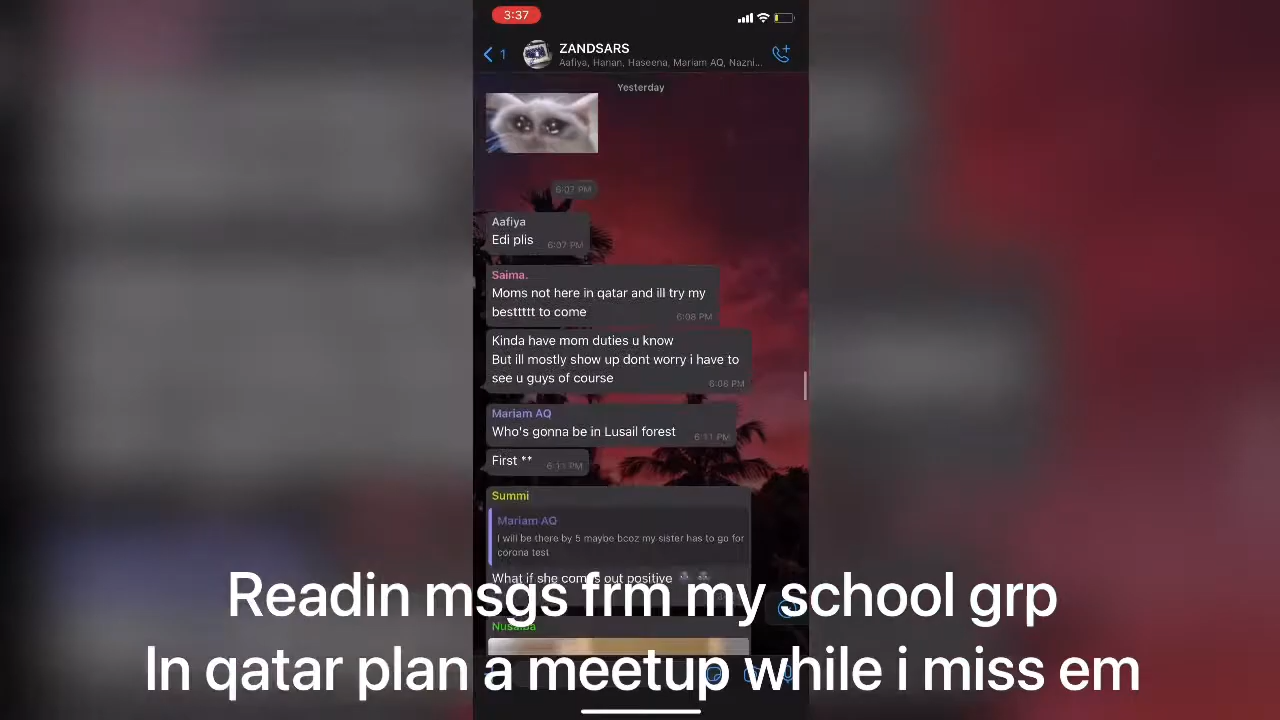 3:37
1
ZANDSARS
Aafiya, Hanan, Haseena, Mariam AQ, Nazni...
Yesterday
6:07 PM
Aafiya
Edi plis
6:07 PM
Saima.
Moms not here in qatar and ill try my
besttttt to come
6:08 PM
Kinda have mom duties u know
But ill mostly show up dont worry i have to
see u guys of course
6:08 PM
Mariam AQ
Who's gonna be in Lusail forest
6:11 PM
First **
6:11 PM
Summi
Mariam AQ
I will be there by 5 maybe bcoz my sister has to go for
corona test
What if she comes out positive
Nusaiba
Readin msgs frm my school grp
In qatar plan a meetup while i miss em